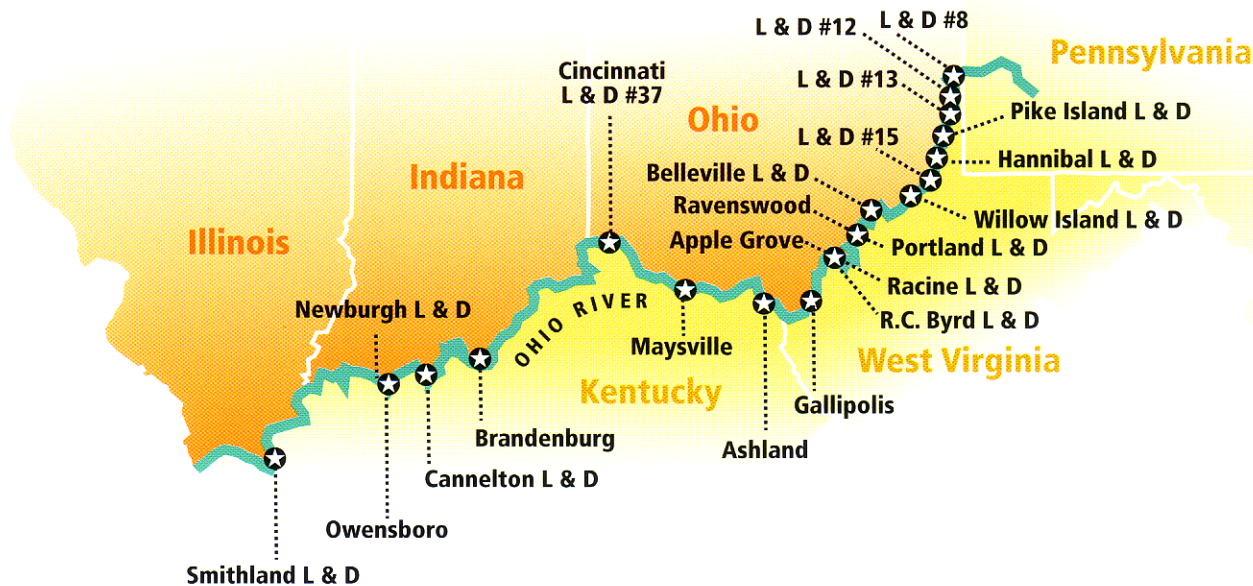 L & D #8
L & D #12
Pennsylvania
Cincinnati
L & D #37
L & D #13
Ohio
Pike Island L & D
L & D #15
Hannibal L & D
Indiana
Belleville L & D
Ravenswood
Willow Island L & D
Illinois
Apple Grove
Portland L & D
Racine L & D
Newburgh L & D
OHIO RIVER
R.C. Byrd L & D
Maysville
West Virginia
Kentucky
Gallipolis
Brandenburg
Ashland
Cannelton L & D
Owensboro
Smithland L & D